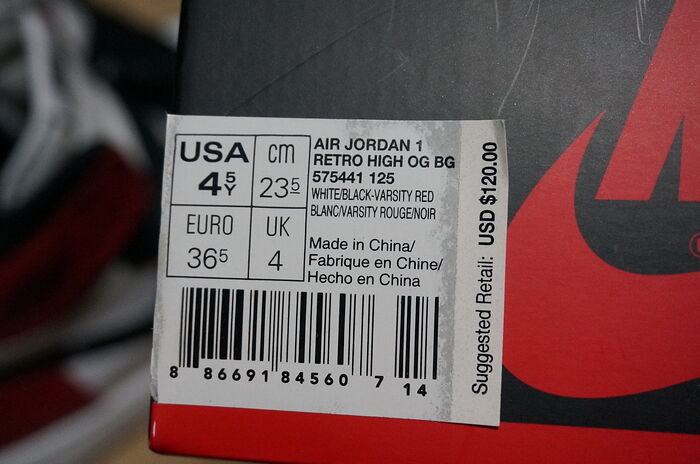 USA
4 5 Y
cm
23 5
EURO
36 5
UK
4
AIR JORDAN 1
RETRO HIGH OG BG
575441 125
WHITE/BLACK-VARSITY RED
BLANC/VARSITY ROUGE/NOIR
Made in China/
Fabrique en Chine/
Hecho en China
8 86691 84560 7 14
Suggested Retail: USD $120.00